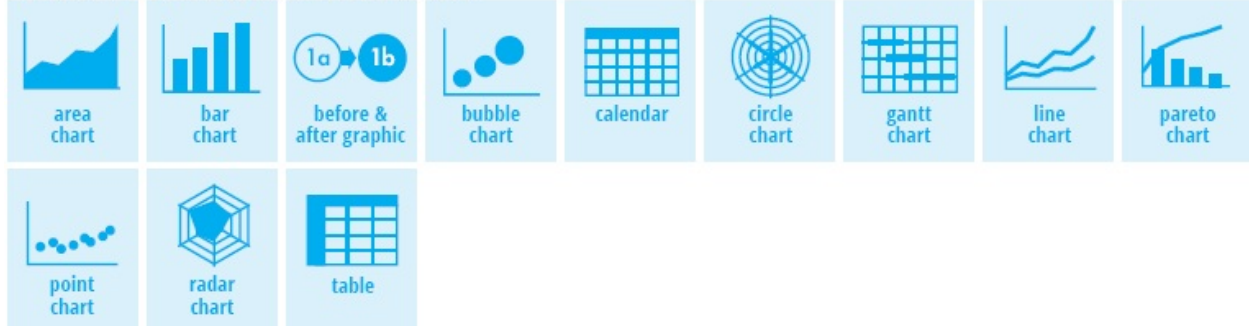 area
chart
bar
chart
1a
1b
before &
after graphic
bubble
chart
calendar
circle
chart
gantt
chart
line
chart
pareto
chart
point
chart
radar
chart
table